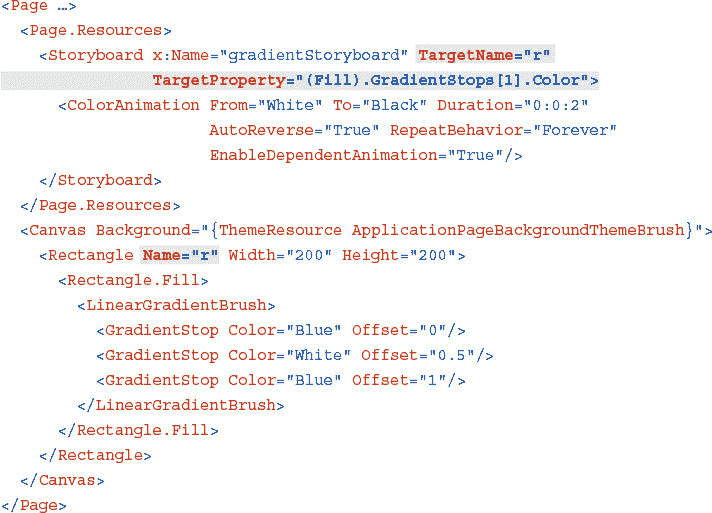 <Page …>
  <Page.Resources>
    <Storyboard x:Name="gradientStoryboard" TargetName="r"
                TargetProperty="(Fill).GradientStops[1].Color">
      <ColorAnimation From="White" To="Black" Duration="0:0:2"
                      AutoReverse="True" RepeatBehavior="Forever"
                      EnableDependentAnimation="True"/>
    </Storyboard>
  </Page.Resources>
  <Canvas Background="{ThemeResource ApplicationPageBackgroundThemeBrush}">
    <Rectangle Name="r" Width="200" Height="200">
      <Rectangle.Fill>
        <LinearGradientBrush>
          <GradientStop Color="Blue" Offset="0"/>
          <GradientStop Color="White" Offset="0.5"/>
          <GradientStop Color="Blue" Offset="1"/>
        </LinearGradientBrush>
      </Rectangle.Fill>
    </Rectangle>
  </Canvas>
</Page>